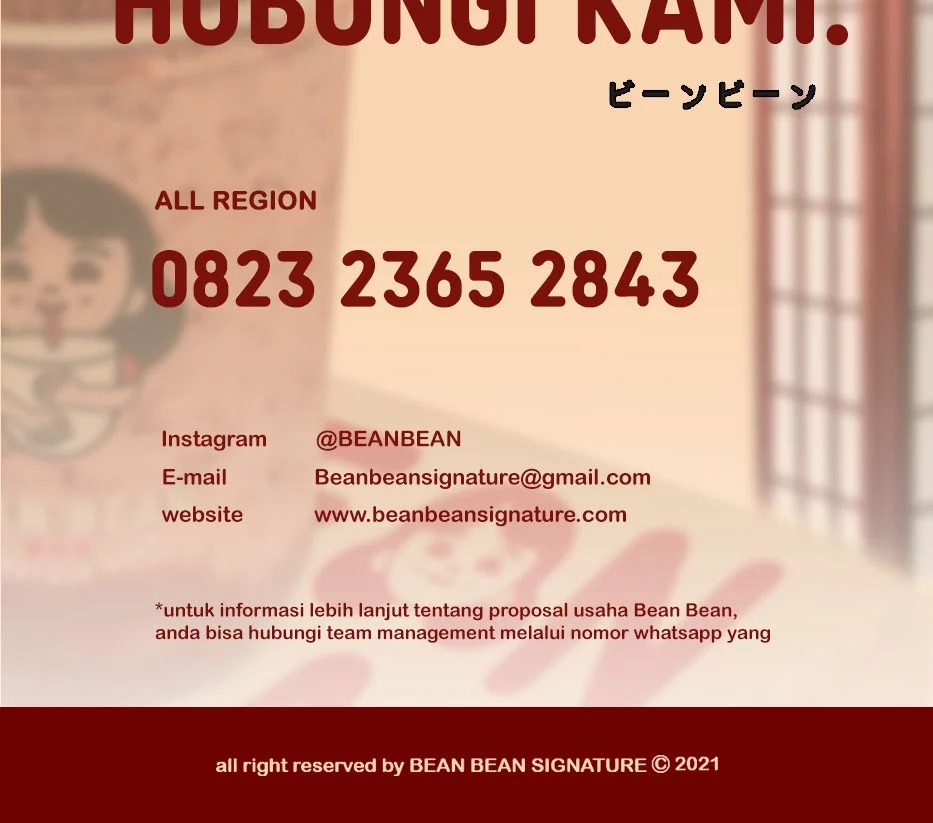 HUBUNGI KAMI.
ビーンビーン
ALL REGION
0823 2365 2843
Instagram @BEANBEAN
E-mail Beanbeansignature@gmail.com
website www.beanbeansignature.com
*untuk informasi lebih lanjut tentang proposal usaha Bean Bean,
anda bisa hubungi team management melalui nomor whatsapp yang
all right reserved by BEAN BEAN SIGNATURE © 2021